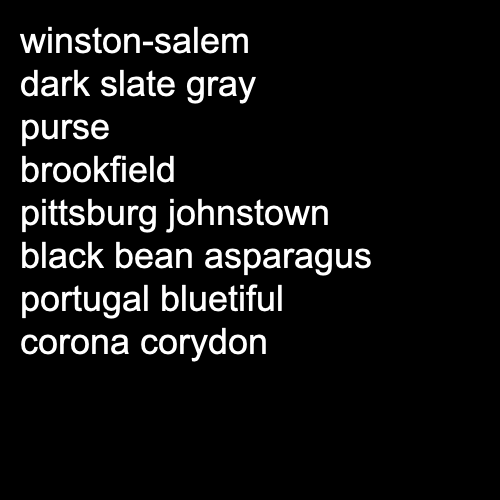 winston-salem
dark slate gray
purse
brookfield
pittsburg johnstown
black bean asparagus
portugal bluetiful
corona corydon